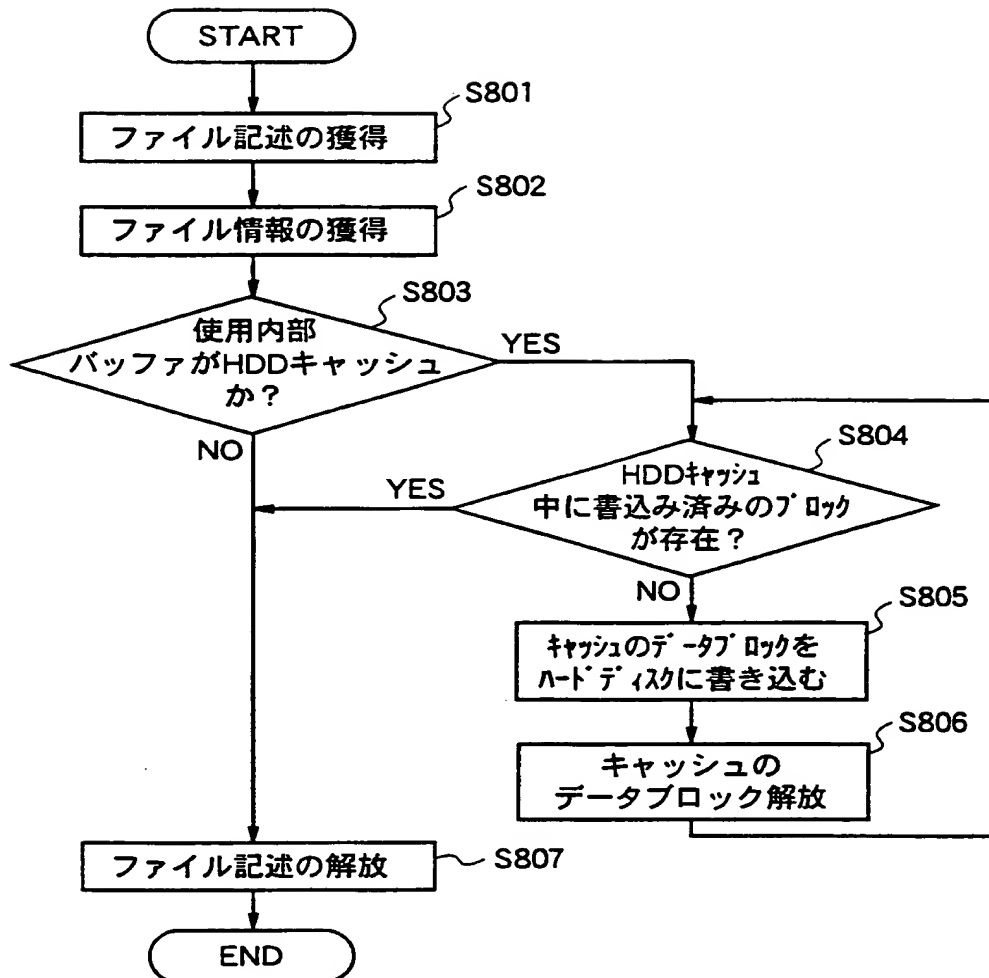 START
S801
ファイル記述の獲得
S802
ファイル情報の獲得
S803
使用内部
バッファがHDDキャッシュ
か?
YES
NO
S804
HDDｷｬｯｼｭ
中に書込み済みのﾌﾞﾛｯｸ
が存在?
YES
NO
S805
ｷｬｯｼｭのﾃﾞｰﾀﾌﾞﾛｯｸを
ﾊｰﾄﾞﾃﾞｨｽｸに書き込む
S806
キャッシュの
データブロック解放
ファイル記述の解放
S807
END